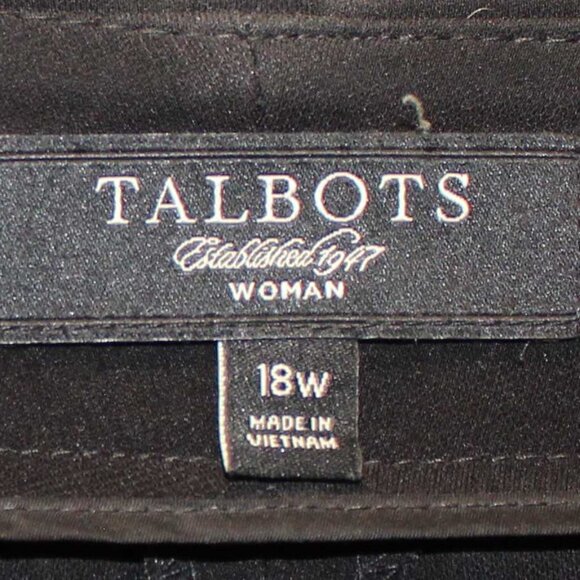 TALBOTS
Established 1947
WOMAN
18W
MADE IN
VIETNAM